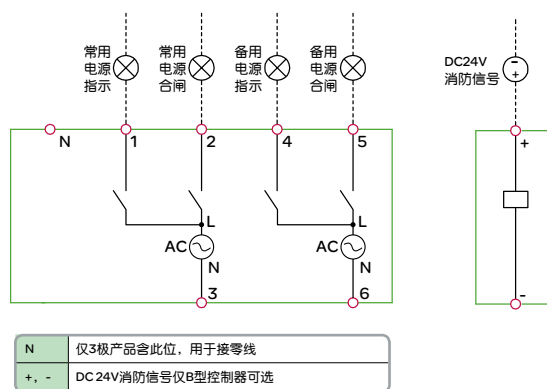 常用
电源
指示
常用
电源
合闸
备用
电源
指示
备用
电源
合闸
DC24V
消防信号
-
+
N
1
2
4
5
+
L
L
AC
AC
N
N
3
6
-
N 仅3极产品含此位，用于接零线
+, - DC 24V消防信号仅B型控制器可选